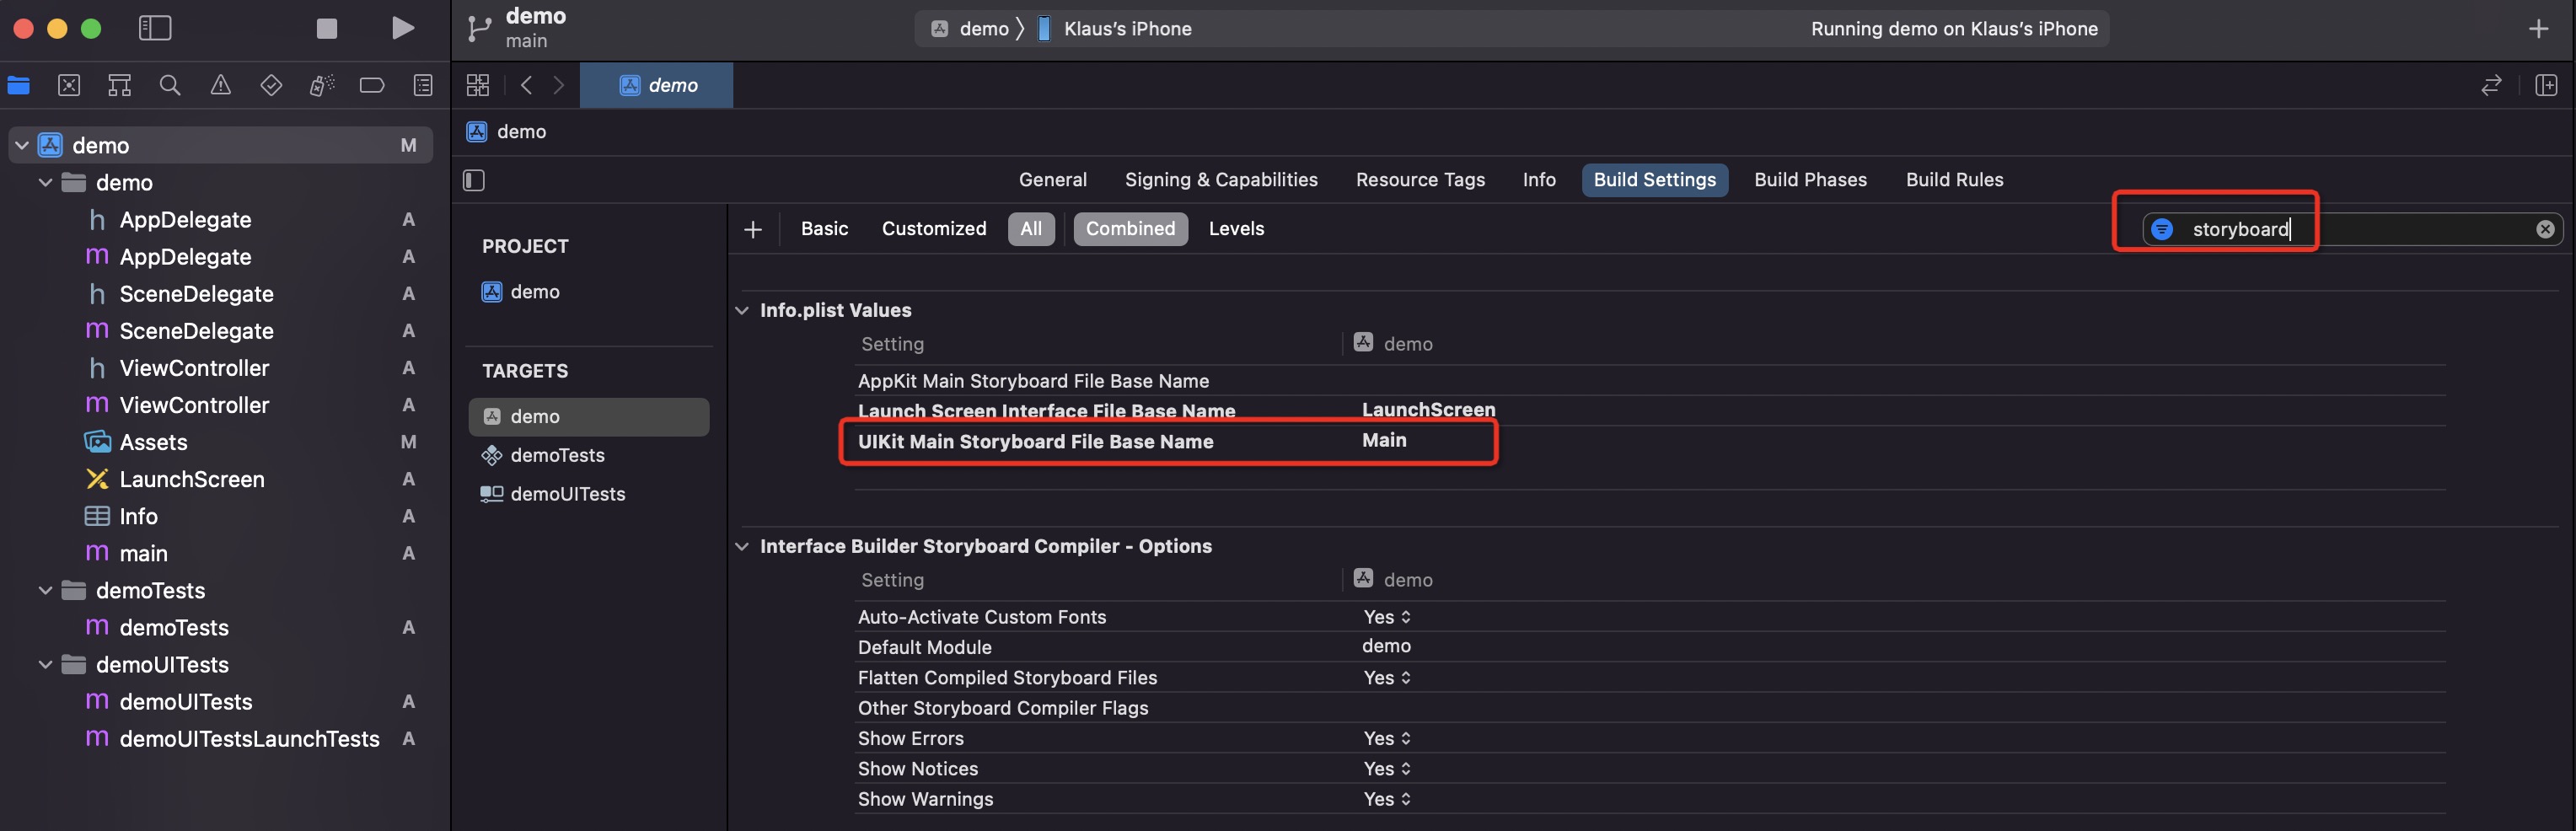 demo
main
demo
Klaus's iPhone
Running demo on Klaus's iPhone
demo
demo
General
Signing & Capabilities
Resource Tags
Info
Build Settings
Build Phases
Build Rules
Basic
Customized
All
Combined
Levels
storyboard
demo M
demo
h AppDelegate A
m AppDelegate A
h SceneDelegate A
m SceneDelegate A
h ViewController A
m ViewController A
Assets M
LaunchScreen A
Info A
m main A
demoTests
m demoTests A
demoUITests
m demoUITests A
m demoUITestsLaunchTests A
PROJECT
demo
TARGETS
demo
demoTests
demoUITests
Info.plist Values
Setting demo
AppKit Main Storyboard File Base Name
Launch Screen Interface File Base Name LaunchScreen
UIKit Main Storyboard File Base Name Main
Interface Builder Storyboard Compiler - Options
Setting demo
Auto-Activate Custom Fonts Yes
Default Module demo
Flatten Compiled Storyboard Files Yes
Other Storyboard Compiler Flags
Show Errors Yes
Show Notices Yes
Show Warnings Yes